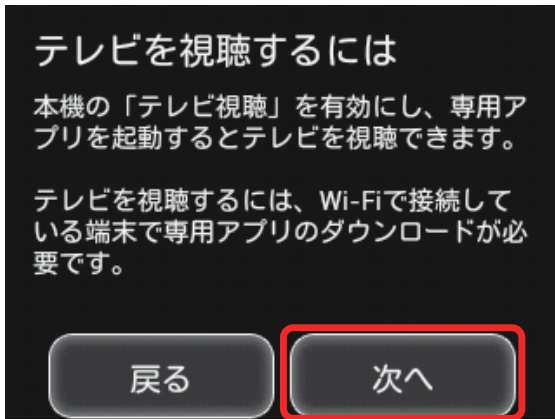 テレビを視聴するには
本機の「テレビ視聴」を有効にし、専用ア
プリを起動するとテレビを視聴できます。
テレビを視聴するには、Wi-Fiで接続して
いる端末で専用アプリのダウンロードが必
要です。
戻る
次へ